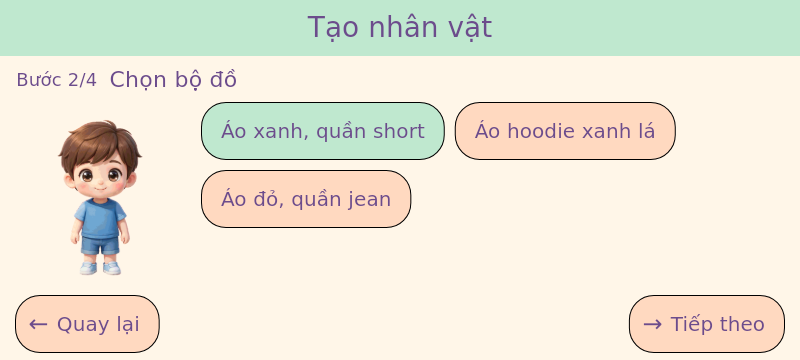 Tạo nhân vật
Bước 2/4 Chọn bộ đồ
Áo xanh, quần short
Áo hoodie xanh lá
Áo đỏ, quần jean
← Quay lại
→ Tiếp theo